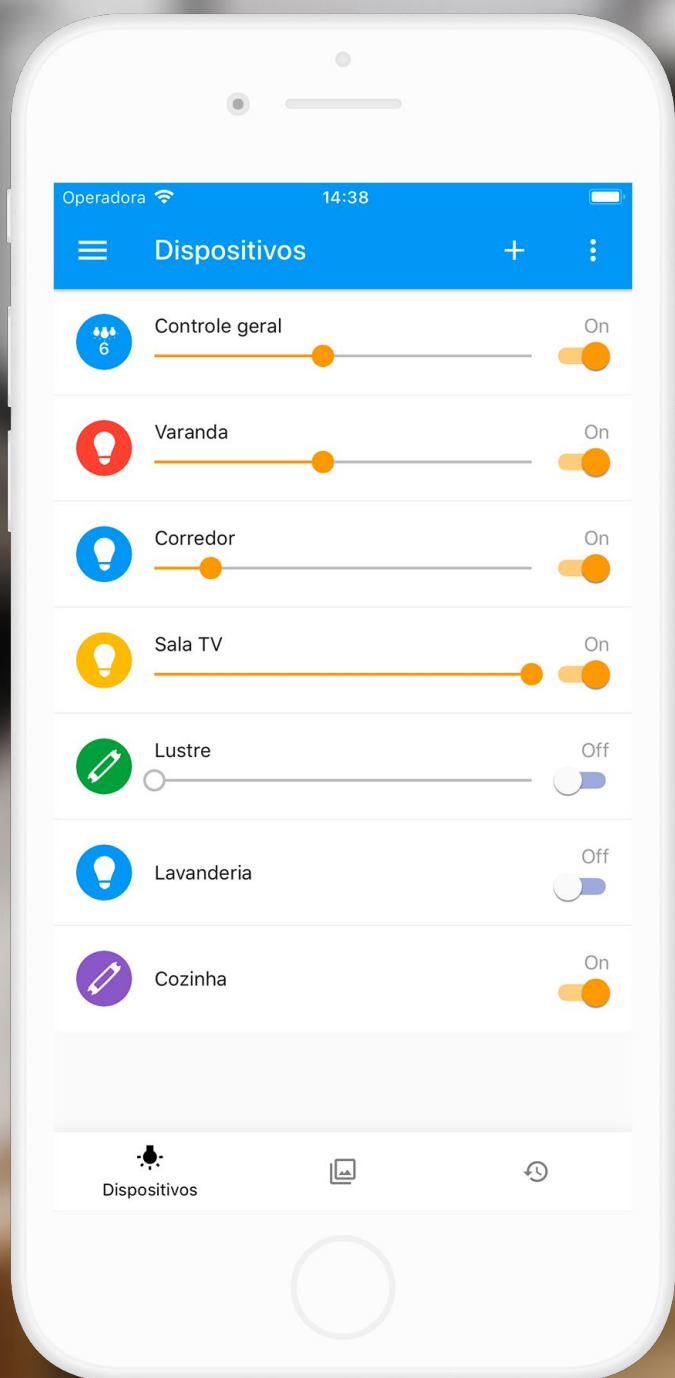 Operadora 14:38
Dispositivos
Controle geral On
6
Varanda On
Corredor On
Sala TV On
Lustre Off
Lavanderia Off
Cozinha On
Dispositivos